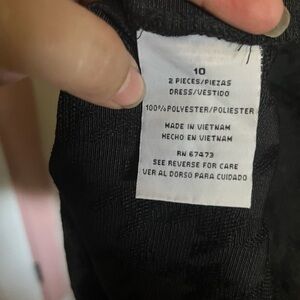 10
2 PIECES/PIEZAS
DRESS/VESTIDO
100%POLYESTER/POLIESTER
MADE IN VIETNAM
HECHO EN VIETNAM
RN 67473
SEE REVERSE FOR CARE
VER AL DORSO PARA CUIDADO